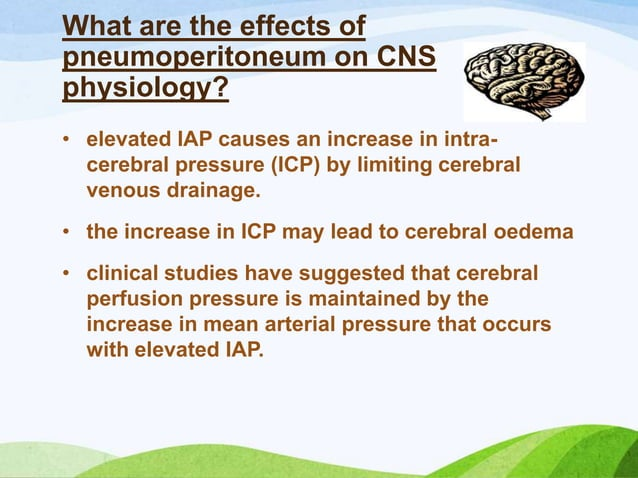 What are the effects of
pneumoperitoneum on CNS
physiology?
• elevated IAP causes an increase in intra-
cerebral pressure (ICP) by limiting cerebral
venous drainage.
• the increase in ICP may lead to cerebral oedema
• clinical studies have suggested that cerebral
perfusion pressure is maintained by the
increase in mean arterial pressure that occurs
with elevated IAP.